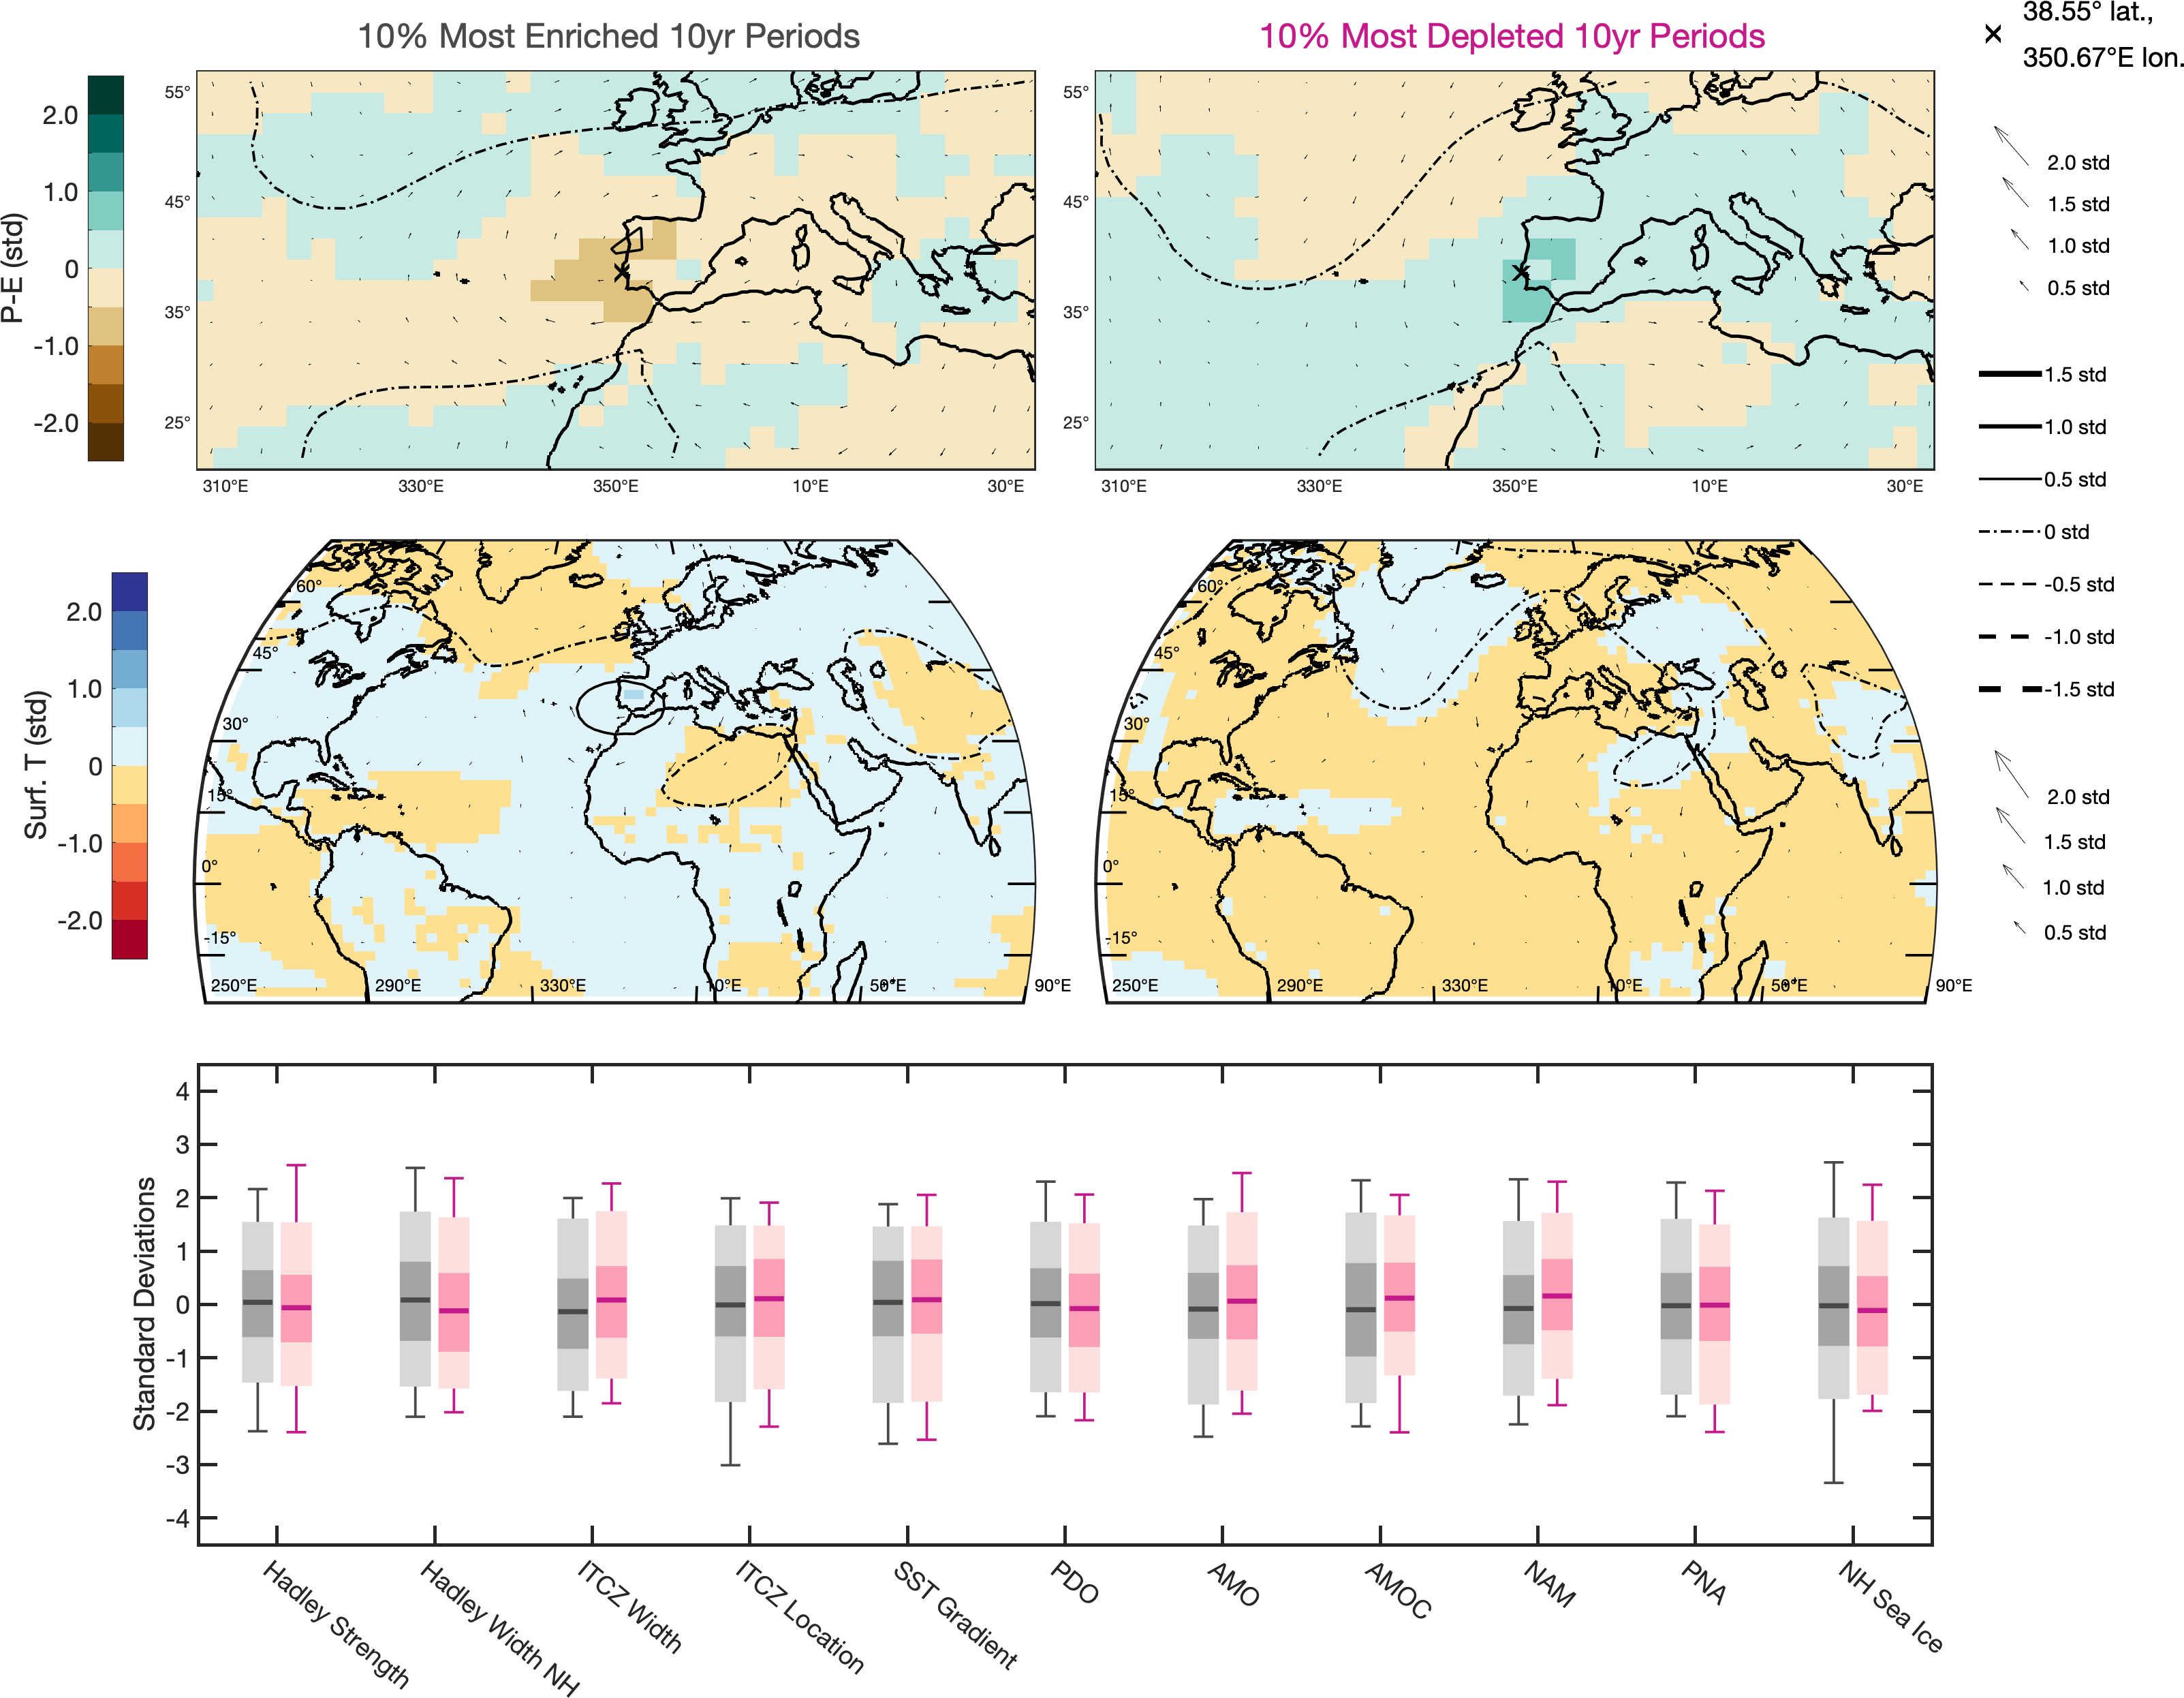 10% Most Enriched 10yr Periods
10% Most Depleted 10yr Periods
38.55° lat.,
350.67°E lon.
P-E (std)
2.0
1.0
0
-1.0
-2.0
55°
45°
35°
25°
310°E
330°E
350°E
10°E
30°E
55°
45°
35°
25°
310°E
330°E
350°E
10°E
30°E
2.0 std
1.5 std
1.0 std
0.5 std
1.5 std
1.0 std
0.5 std
0 std
-0.5 std
-1.0 std
-1.5 std
2.0 std
1.5 std
1.0 std
0.5 std
Surf. T (std)
2.0
1.0
0
-1.0
-2.0
60°
45°
30°
15°
0°
-15°
250°E
290°E
330°E
10°E
50°E
90°E
60°
45°
30°
15°
0°
-15°
250°E
290°E
330°E
10°E
50°E
90°E
Standard Deviations
4
3
2
1
0
-1
-2
-3
-4
Hadley Strength
Hadley Width NH
ITCZ Width
ITCZ Location
SST Gradient
PDO
AMO
AMOC
NAM
PNA
NH Sea Ice